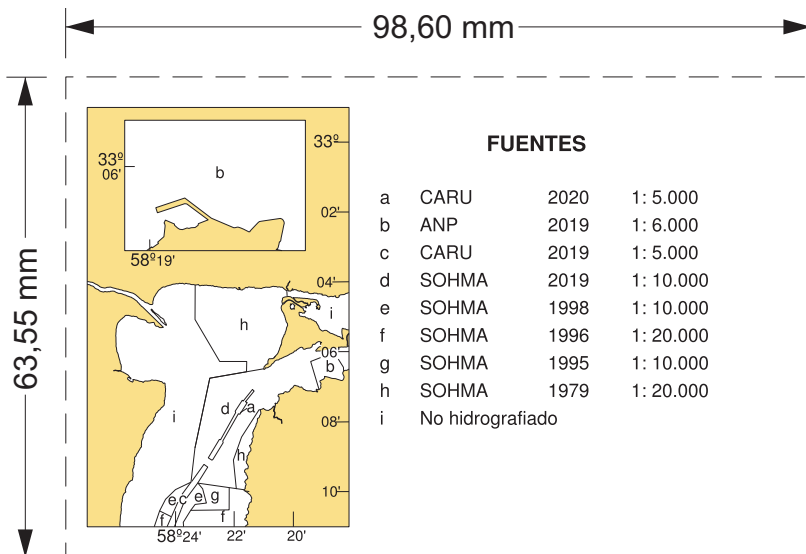 98,60 mm
63,55 mm
FUENTES
a CARU 2020 1: 5.000
b ANP 2019 1: 6.000
c CARU 2019 1: 5.000
d SOHMA 2019 1: 10.000
e SOHMA 1998 1: 10.000
f SOHMA 1996 1: 20.000
g SOHMA 1995 1: 10.000
h SOHMA 1979 1: 20.000
i No hidrografiado
33º
06'
b
58º19'
33º
02'
04'
06'
08'
10'
h
i
b
i
d
a
h
e
c
e
g
f
f
58º24'
22'
20'